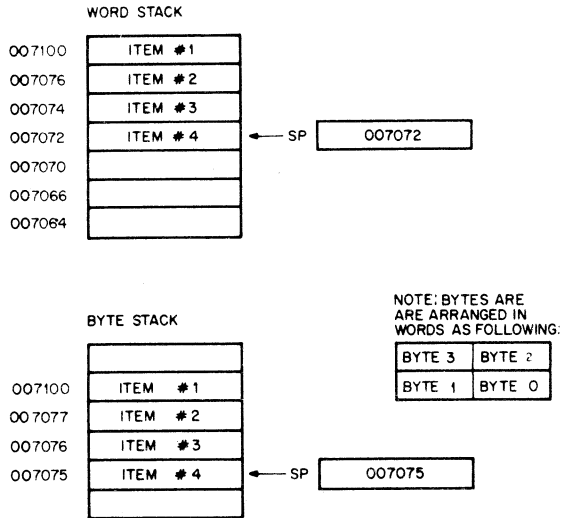 WORD STACK
007100 ITEM #1
007076 ITEM #2
007074 ITEM #3
007072 ITEM #4 SP 007072
007070
007066
007064
NOTE: BYTES ARE
ARE ARRANGED IN
WORDS AS FOLLOWING:
BYTE 3 BYTE 2
BYTE 1 BYTE 0
BYTE STACK
007100 ITEM #1
007077 ITEM #2
007076 ITEM #3
007075 ITEM #4 SP 007075